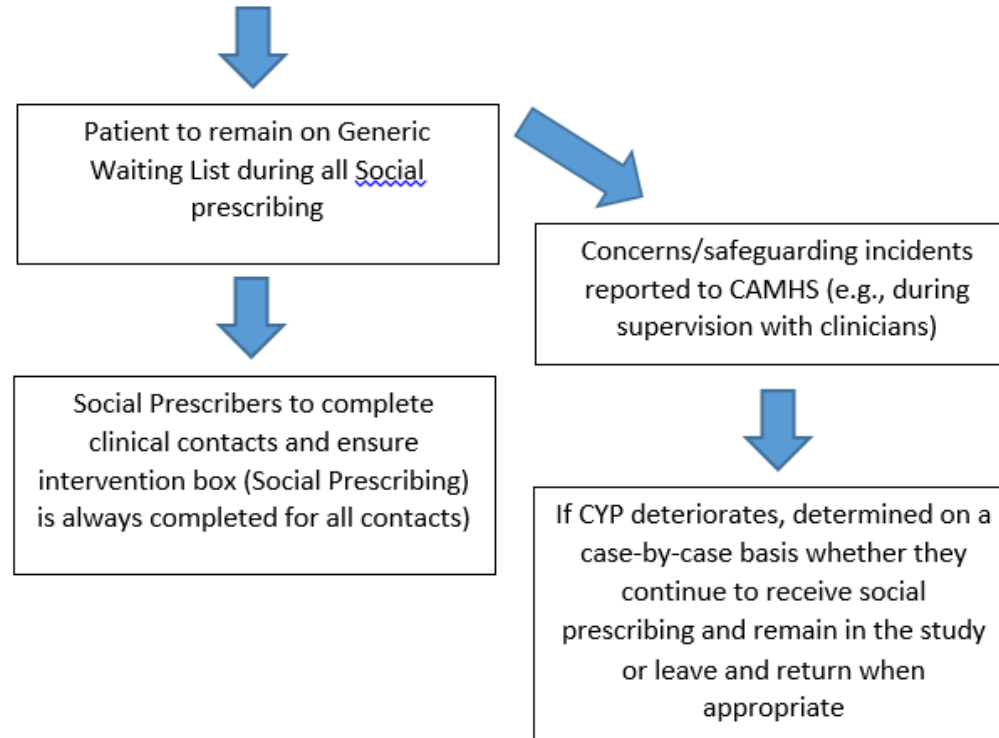 Patient to remain on Generic
Waiting List during all Social
prescribing
Concerns/safeguarding incidents
reported to CAMHS (e.g., during
supervision with clinicians)
Social Prescribers to complete
clinical contacts and ensure
intervention box (Social Prescribing)
is always completed for all contacts)
If CYP deteriorates, determined on a
case-by-case basis whether they
continue to receive social
prescribing and remain in the study
or leave and return when
appropriate